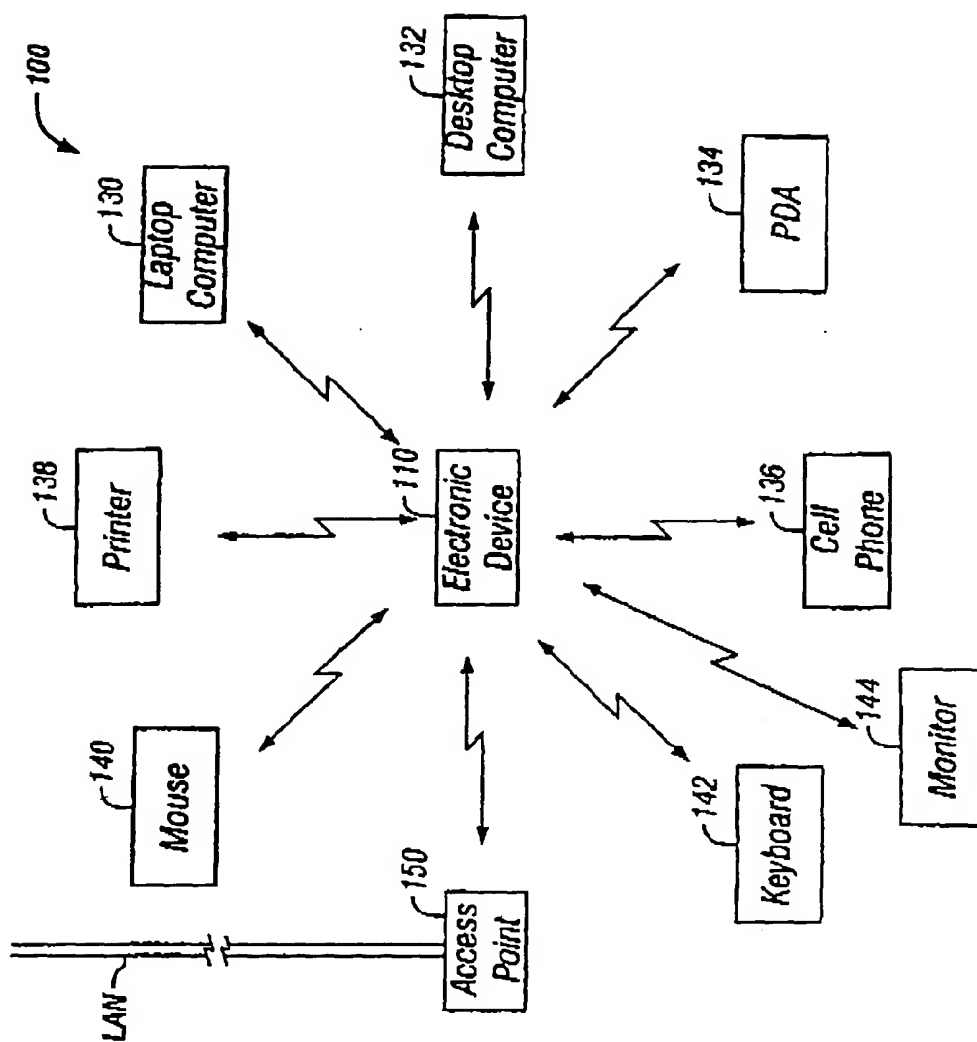 100
138
Printer
130
Laptop
Computer
140
Mouse
132
Desktop
Computer
LAN
150
Access
Point
110
Electronic
Device
134
PDA
142
Keyboard
136
Cell
Phone
144
Monitor